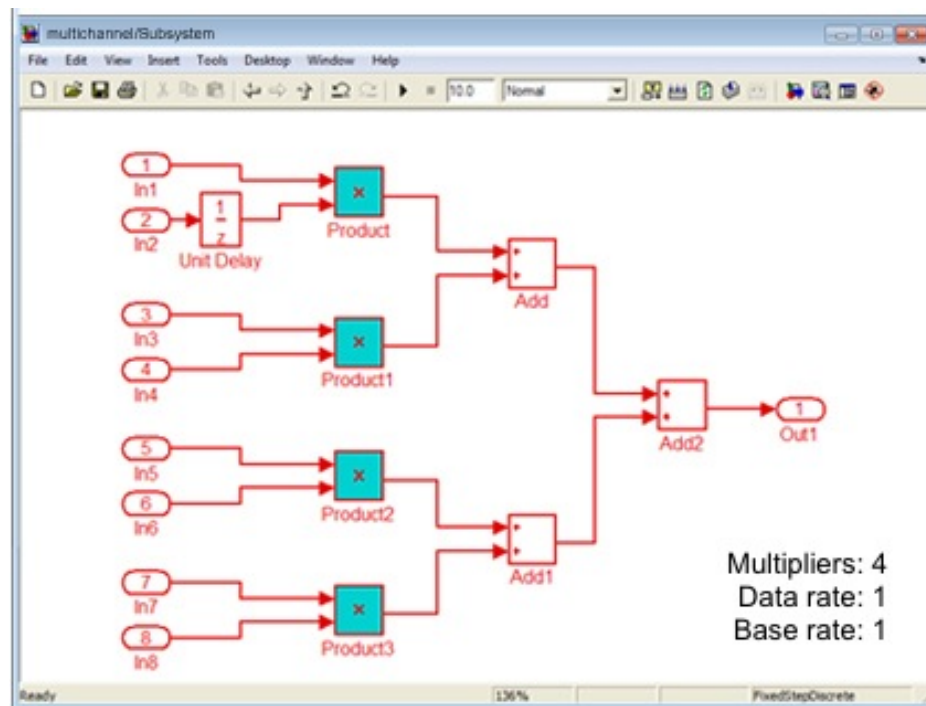 multichannel/Subsystem
File Edit View Insert Tools Desktop Window Help
10.0 Normal
1
In1
2
In2
1
z
Unit Delay
×
Product
3
In3
4
In4
×
Product1
+
+
Add
5
In5
6
In6
×
Product2
7
In7
8
In8
×
Product3
+
+
Add1
+
+
Add2
1
Out1
Multipliers: 4
Data rate: 1
Base rate: 1
Ready 136% FixedStepDiscrete